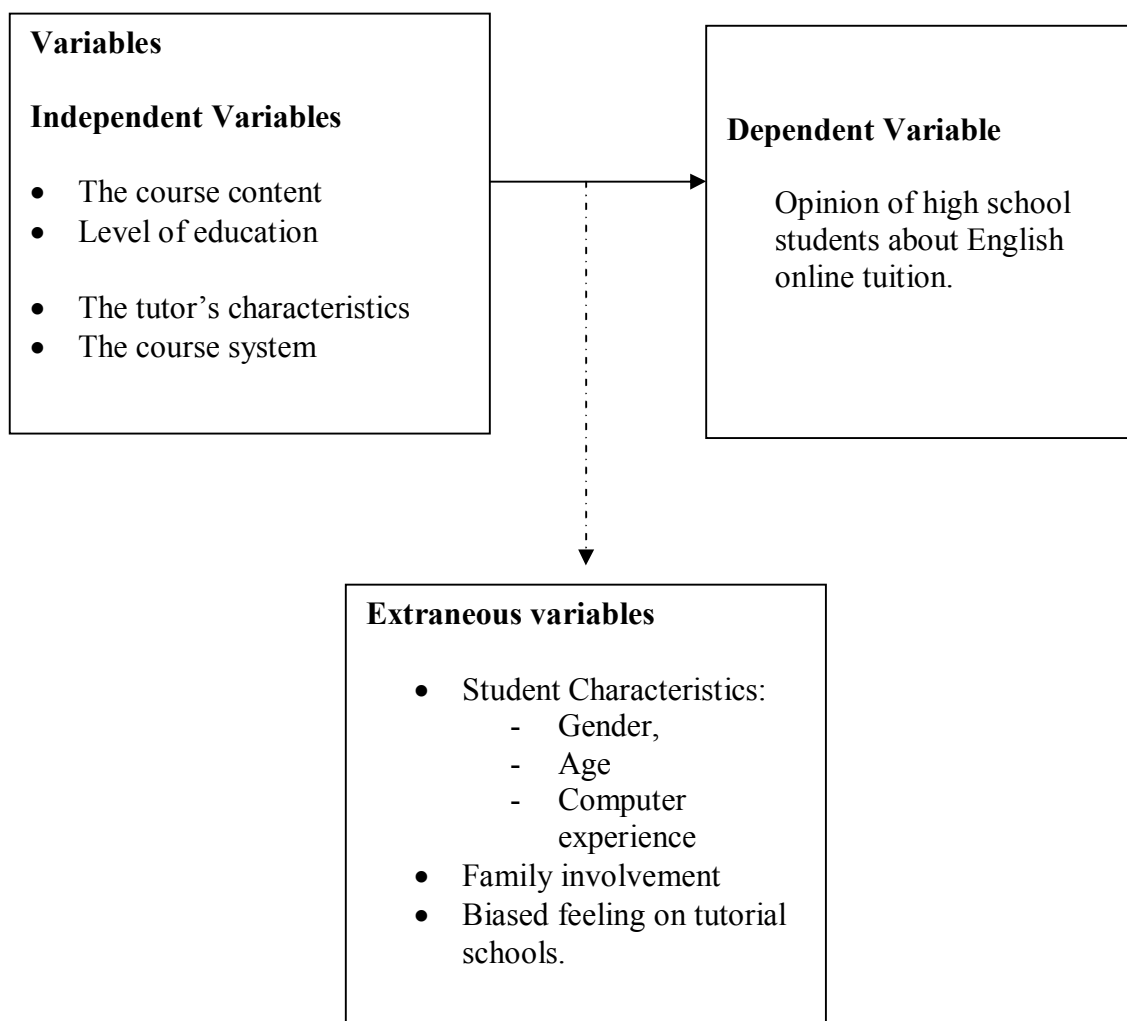 Variables
Independent Variables
• The course content
• Level of education
• The tutor’s characteristics
• The course system
Dependent Variable
Opinion of high school
students about English
online tuition.
Extraneous variables
• Student Characteristics:
- Gender,
- Age
- Computer
experience
• Family involvement
• Biased feeling on tutorial
schools.